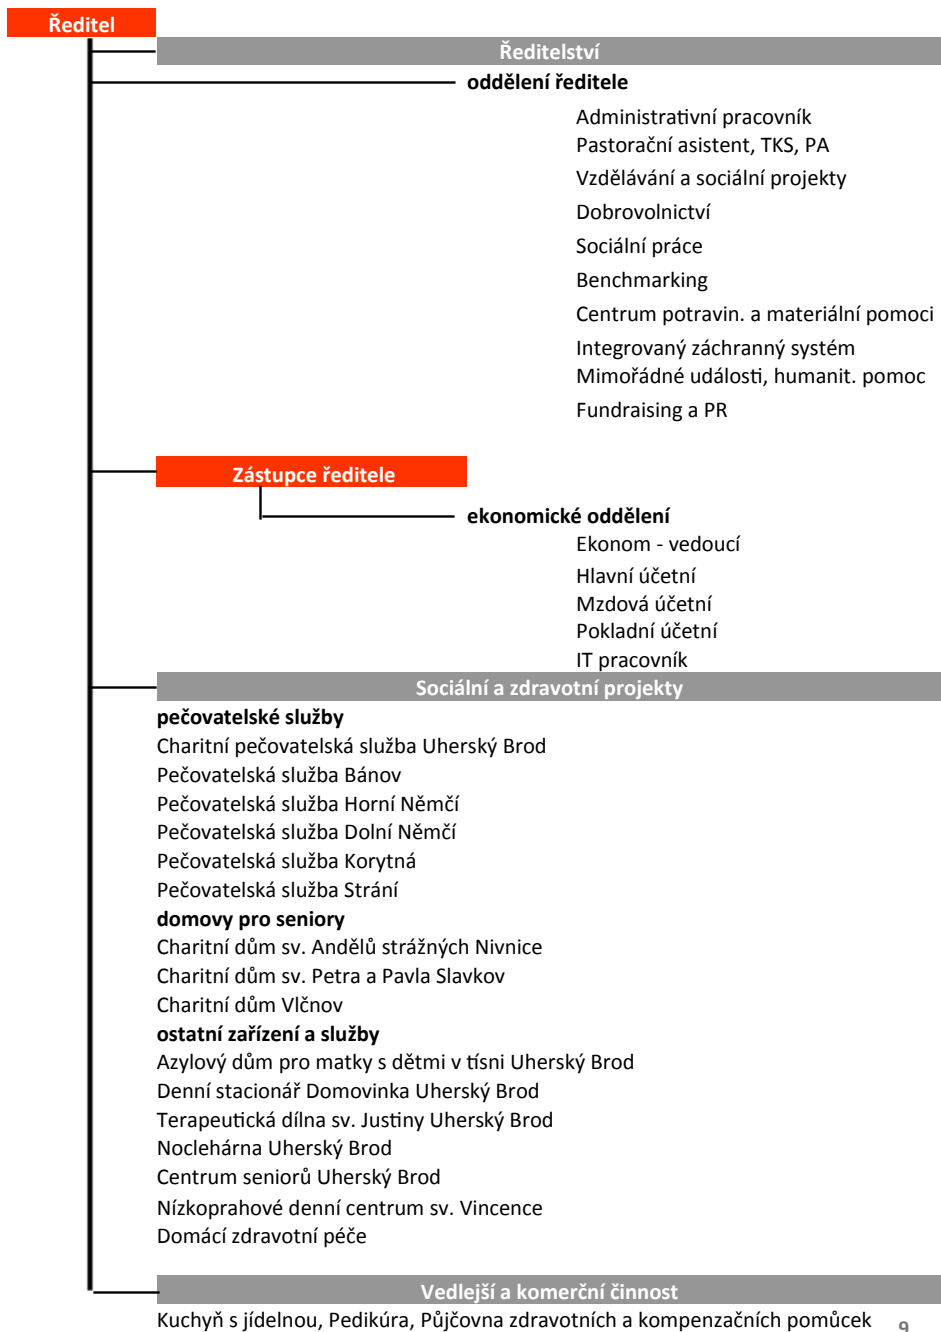 Ředitel
Ředitelství
oddělení ředitele
Administrativní pracovník
Pastorační asistent, TKS, PA
Vzdělávání a sociální projekty
Dobrovolnictví
Sociální práce
Benchmarking
Centrum potravin. a materiální pomoci
Integrovaný záchranný systém
Mimořádné události, humanit. pomoc
Fundraising a PR
Zástupce ředitele
ekonomické oddělení
Ekonom - vedoucí
Hlavní účetní
Mzdová účetní
Pokladní účetní
IT pracovník
Sociální a zdravotní projekty
pečovatelské služby
Charitní pečovatelská služba Uherský Brod
Pečovatelská služba Bánov
Pečovatelská služba Horní Němčí
Pečovatelská služba Dolní Němčí
Pečovatelská služba Korytná
Pečovatelská služba Strání
domovy pro seniory
Charitní dům sv. Andělů strážných Nivnice
Charitní dům sv. Petra a Pavla Slavkov
Charitní dům Vlčnov
ostatní zařízení a služby
Azylový dům pro matky s dětmi v tísni Uherský Brod
Denní stacionář Domovinka Uherský Brod
Terapeutická dílna sv. Justiny Uherský Brod
Noclehárna Uherský Brod
Centrum seniorů Uherský Brod
Nízkoprahové denní centrum sv. Vincence
Domácí zdravotní péče
Vedlejší a komerční činnost
Kuchyň s jídelnou, Pedikúra, Půjčovna zdravotních a kompenzačních pomůcek
9